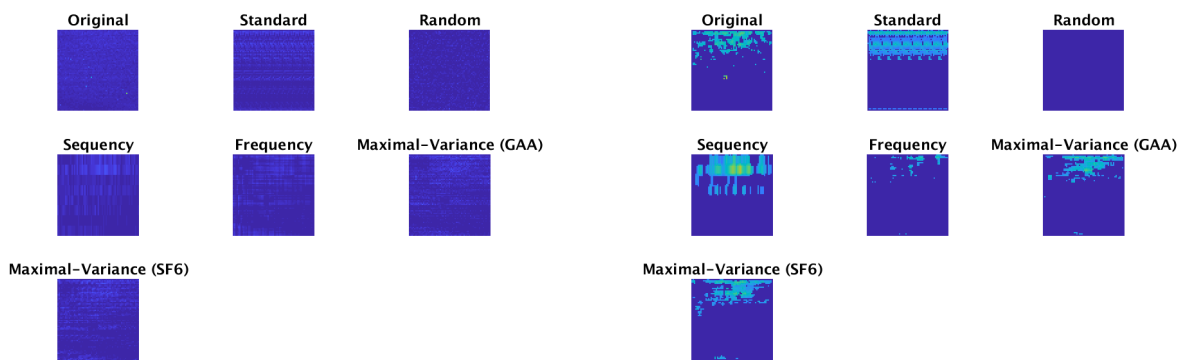 Original Standard Random
Sequency Frequency Maximal-Variance (GAA)
Maximal-Variance (SF6)
Original Standard Random
Sequency Frequency Maximal-Variance (GAA)
Maximal-Variance (SF6)